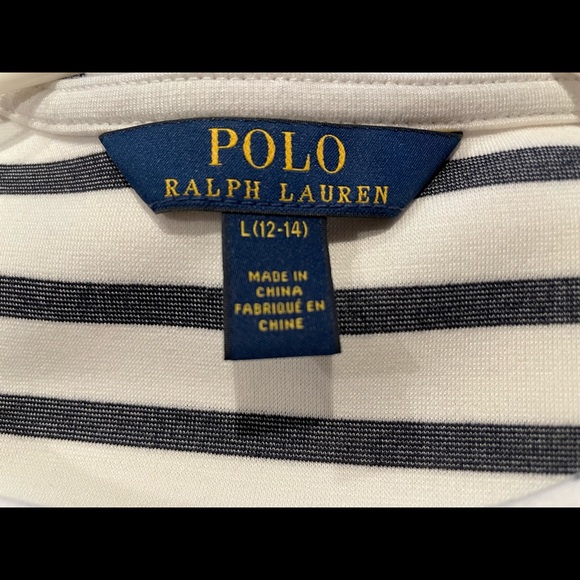 POLO
RALPH LAUREN
L(12-14)
MADE IN
CHINA
FABRIQUÉ EN
CHINE